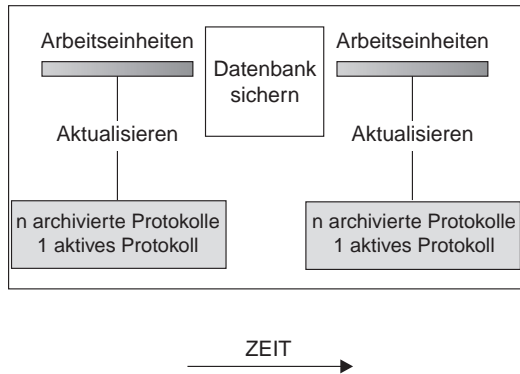 Arbeitseinheiten
Aktualisieren
n archivierte Protokolle
1 aktives Protokoll
Datenbank
sichern
Arbeitseinheiten
Aktualisieren
n archivierte Protokolle
1 aktives Protokoll
ZEIT